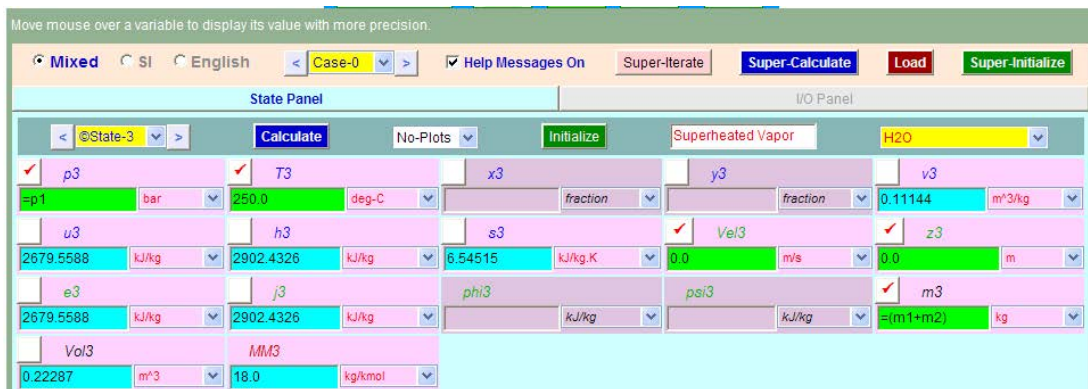 Move mouse over a variable to display its value with more precision.
Mixed SI English < Case-0 > Help Messages On Super-Iterate Super-Calculate Load Super-Initialize
State Panel I/O Panel
< ©State-3 > Calculate No-Plots Initialize Superheated Vapor H2O
p3 T3 x3 y3 v3
=p1 bar 250.0 deg-C fraction fraction 0.11144 m^3/kg
u3 h3 s3 Vel3 z3
2679.5588 kJ/kg 2902.4326 kJ/kg 6.54515 kJ/kg.K 0.0 m/s 0.0 m
e3 j3 phi3 psi3 m3
2679.5588 kJ/kg 2902.4326 kJ/kg kJ/kg kJ/kg =(m1+m2) kg
Vol3 MM3
0.22287 m^3 18.0 kg/kmol